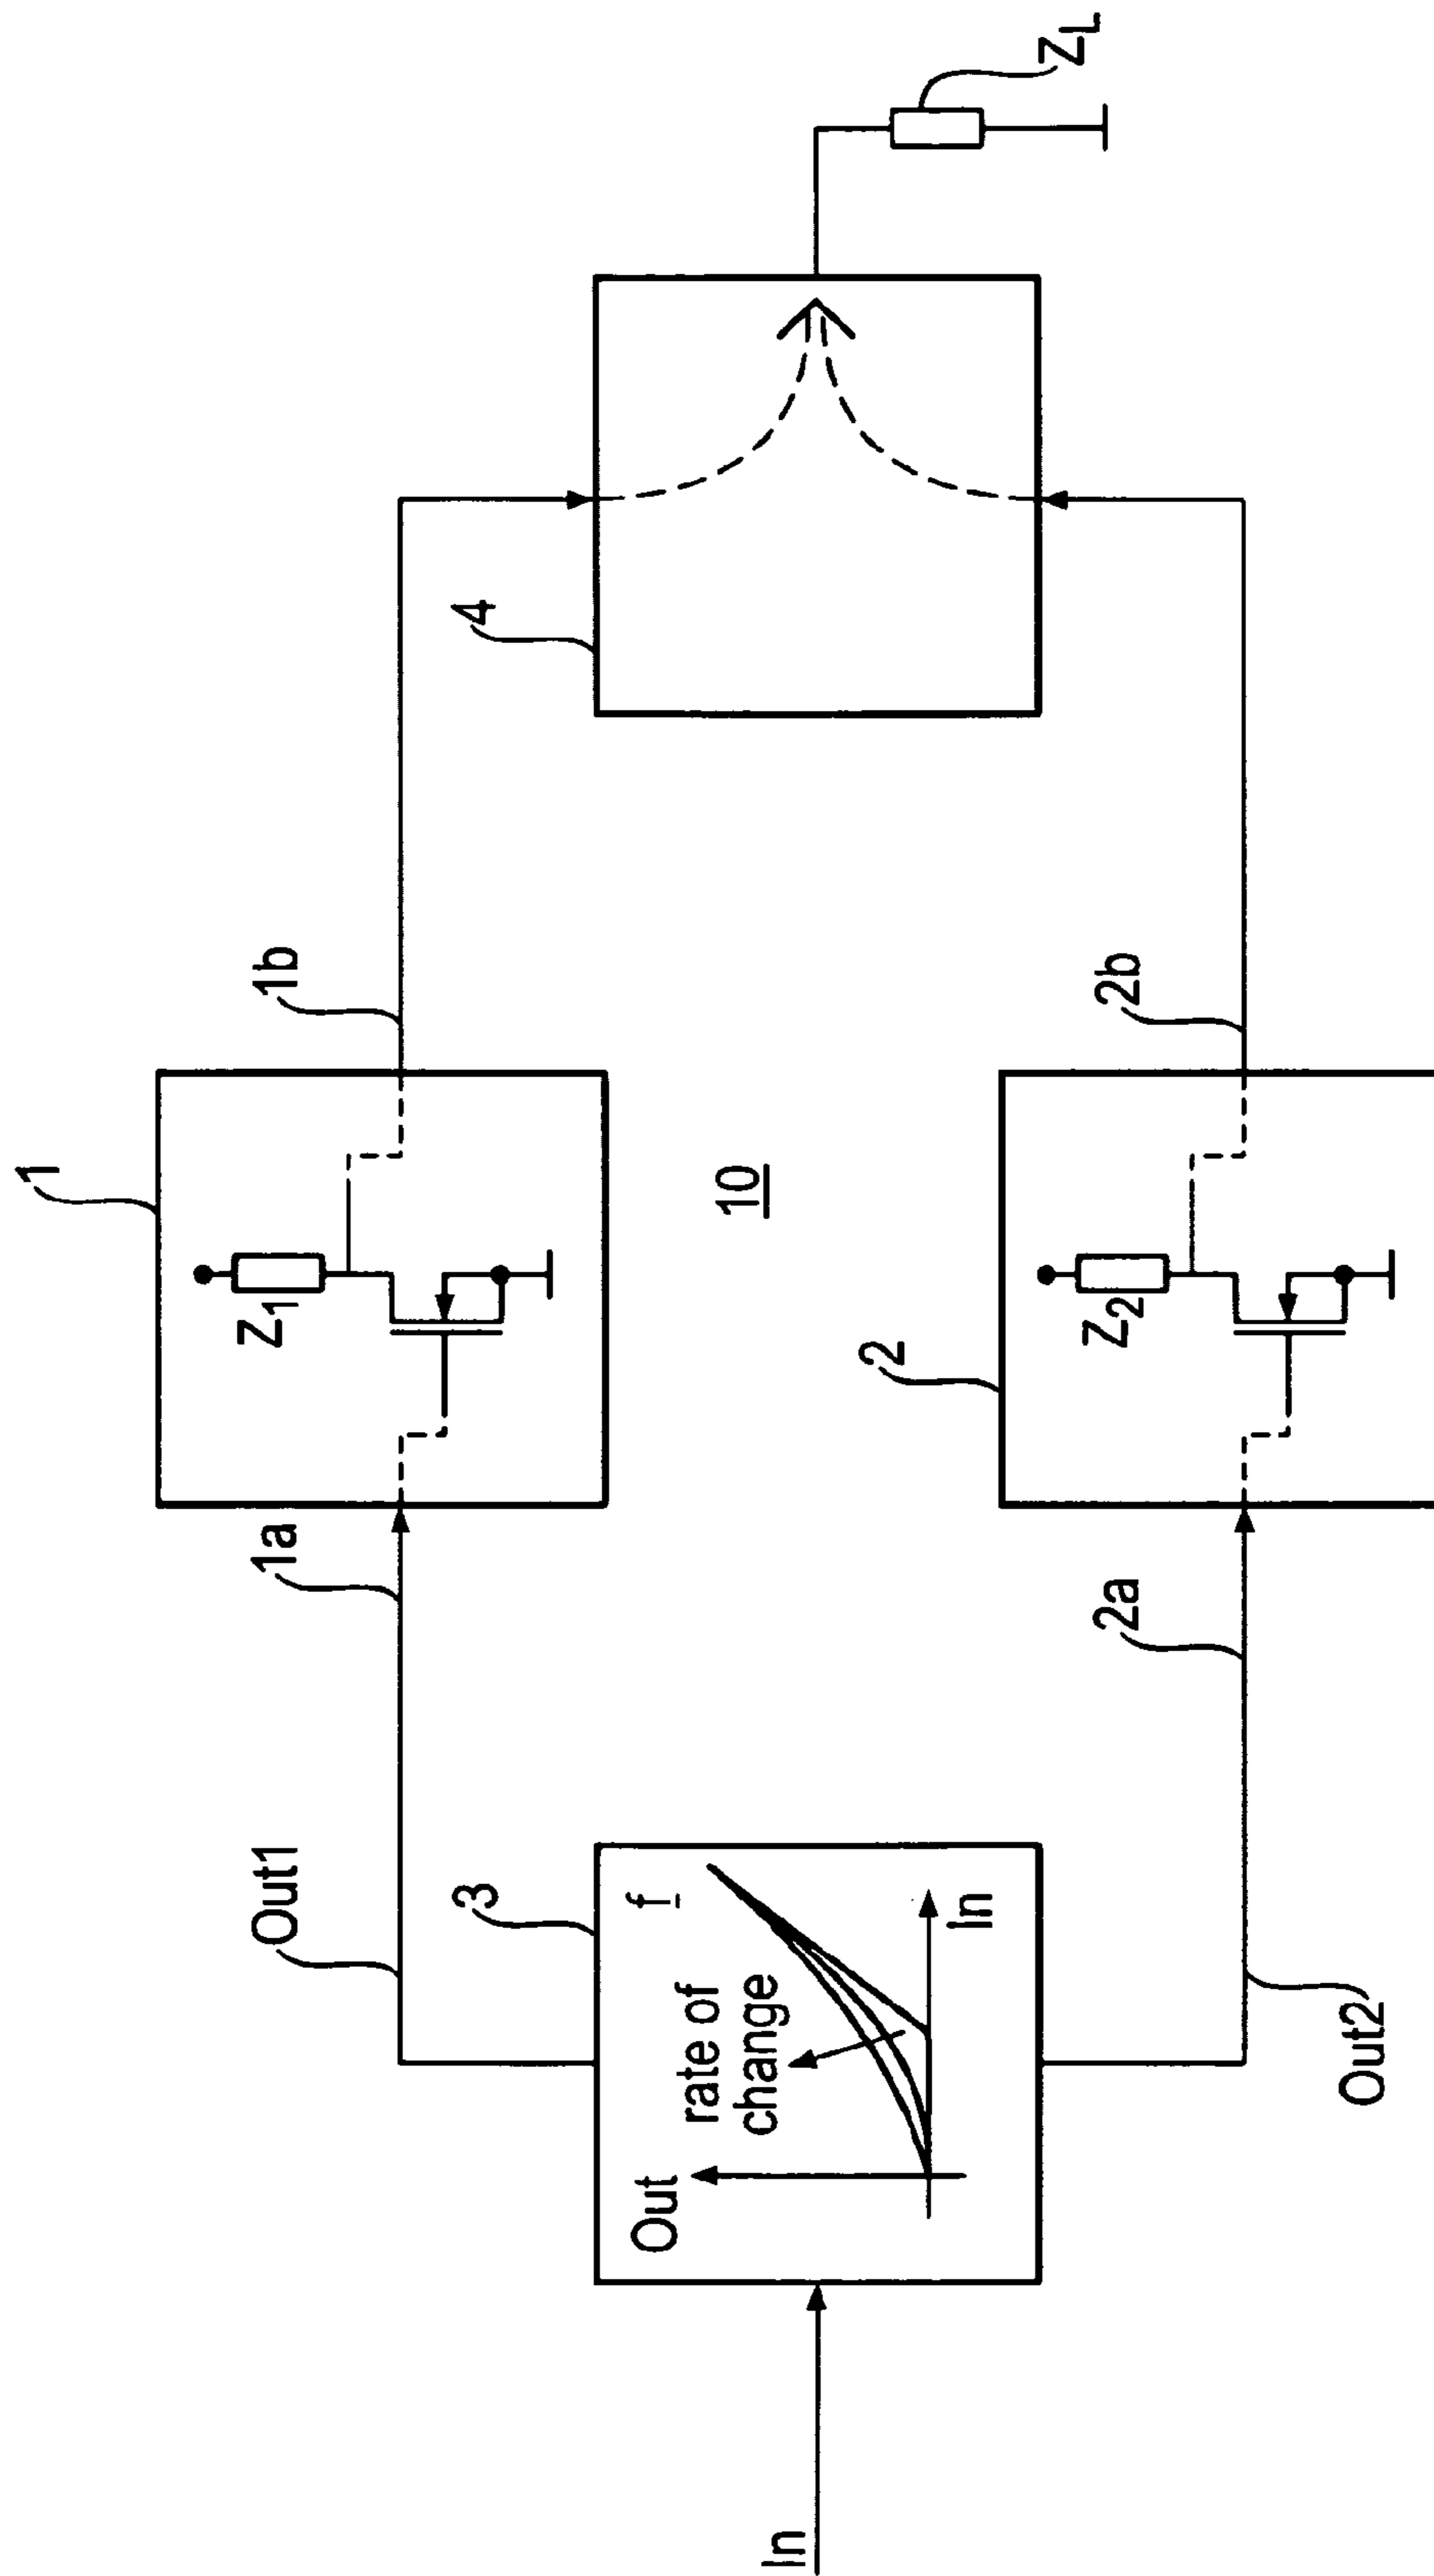 In
Out
f
rate of
change
In
3
Out1
Out2
1a
2a
1
Z1
1b
10
2
Z2
2b
4
ZL